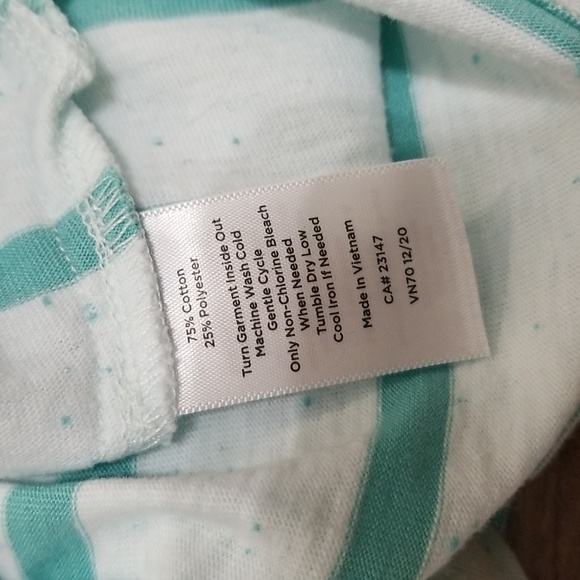 75% Cotton
25% Polyester
Turn Garment Inside Out
Machine Wash Cold
Gentle Cycle
Only Non-Chlorine Bleach
When Needed
Tumble Dry Low
Cool Iron If Needed
Made In Vietnam
CA# 23147
VN70 12/20